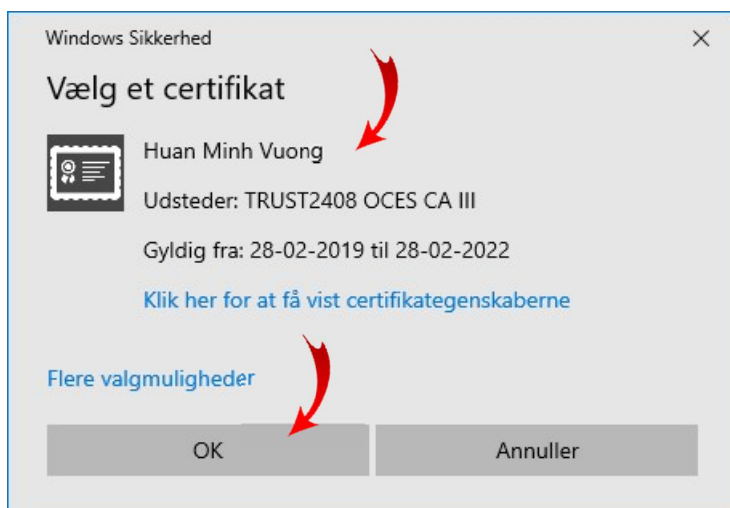 Windows Sikkerhed
Vælg et certifikat
Huan Minh Vuong
Udsteder: TRUST2408 OCES CA III
Gyldig fra: 28-02-2019 til 28-02-2022
Klik her for at få vist certifikategenskaberne
Flere valgmuligheder
OK
Annuller